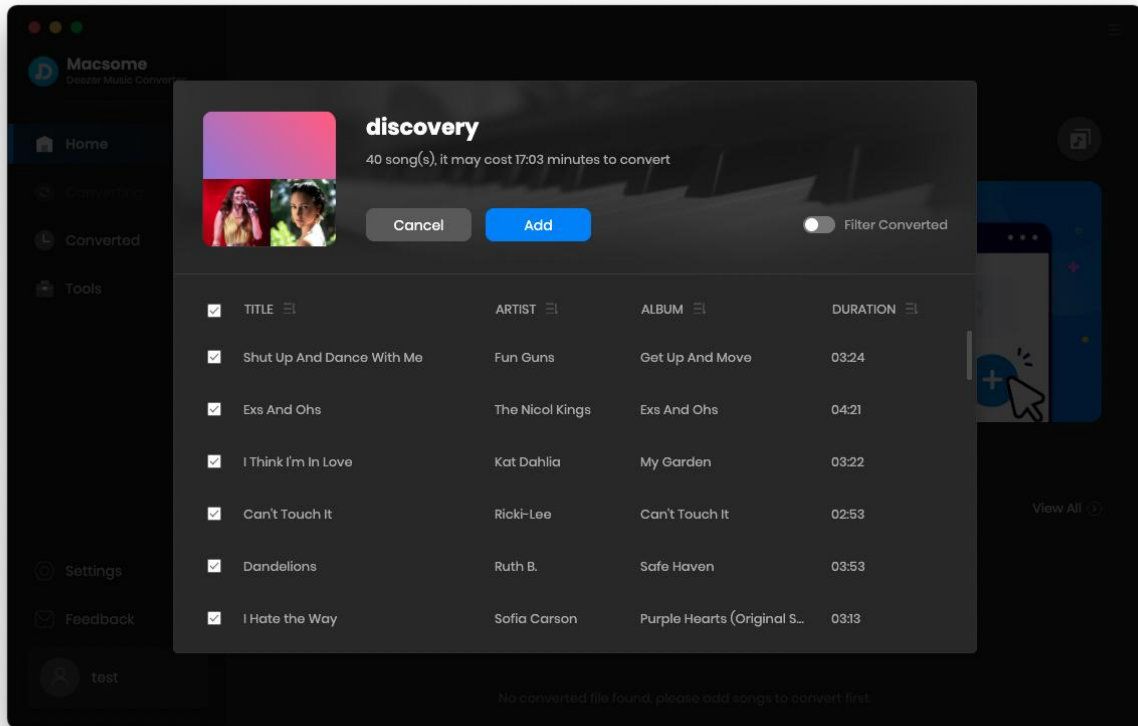 Macsome
Deezer Music Converter
Home
Converting
Converted
Tools
Settings
Feedback
test
discovery
40 song(s), it may cost 17:03 minutes to convert
Cancel
Add
Filter Converted
TITLE ARTIST ALBUM DURATION
Shut Up And Dance With Me Fun Guns Get Up And Move 03:24
Exs And Ohs The Nicol Kings Exs And Ohs 04:21
I Think I'm In Love Kat Dahlia My Garden 03:22
Can't Touch It Ricki-Lee Can't Touch It 02:53
Dandelions Ruth B. Safe Haven 03:53
I Hate the Way Sofia Carson Purple Hearts (Original S... 03:13
View All
No converted file found, please add songs to convert first.